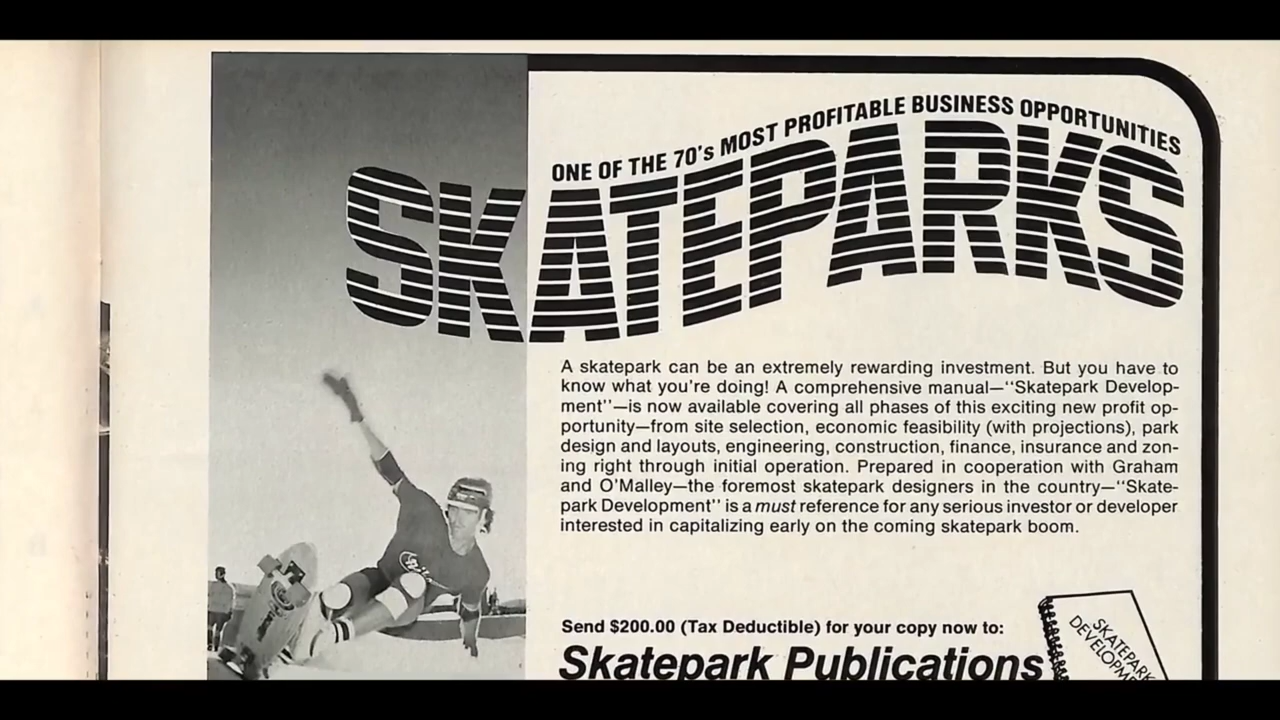 ONE OF THE 70's MOST PROFITABLE BUSINESS OPPORTUNITIES
SKATEPARKS
A skatepark can be an extremely rewarding investment. But you have to
know what you're doing! A comprehensive manual—''Skatepark Develop-
ment''—is now available covering all phases of this exciting new profit op-
portunity—from site selection, economic feasibility (with projections), park
design and layouts, engineering, construction, finance, insurance and zon-
ing right through initial operation. Prepared in cooperation with Graham
and O'Malley—the foremost skatepark designers in the country—''Skate-
park Development'' is a must reference for any serious investor or developer
interested in capitalizing early on the coming skatepark boom.
Send $200.00 (Tax Deductible) for your copy now to:
Skatepark Publications
SKATEPARK